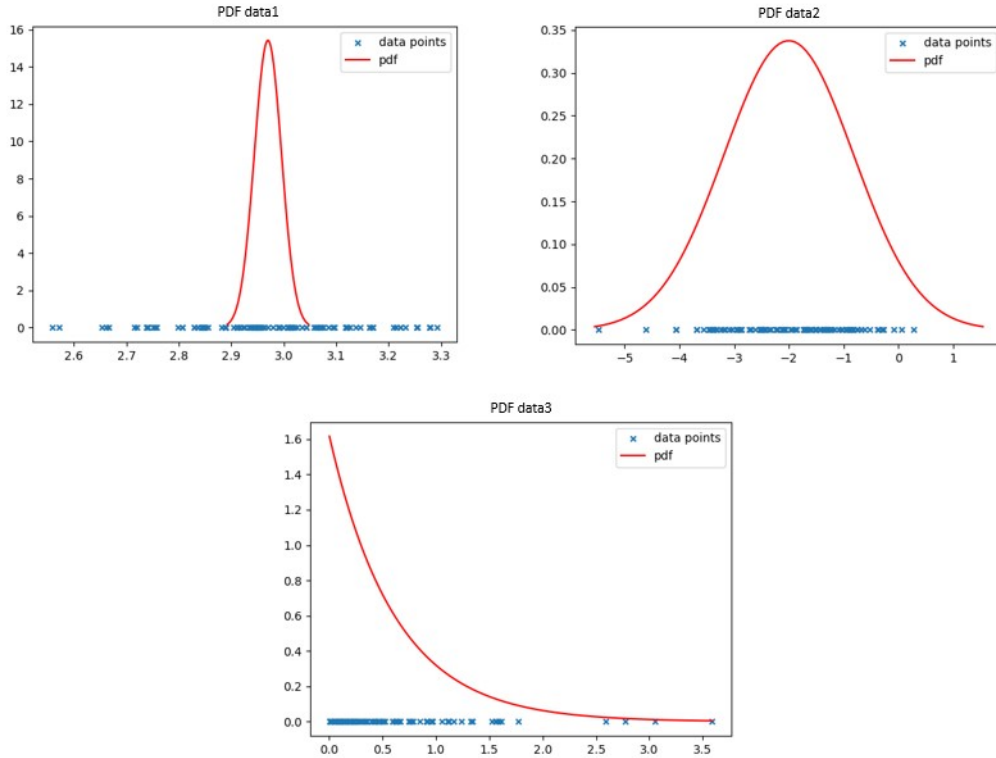 PDF data1
16
14
12
10
8
6
4
2
0
2.6 2.7 2.8 2.9 3.0 3.1 3.2 3.3
data points
pdf
PDF data2
0.35
0.30
0.25
0.20
0.15
0.10
0.05
0.00
−5 −4 −3 −2 −1 0 1
data points
pdf
PDF data3
1.6
1.4
1.2
1.0
0.8
0.6
0.4
0.2
0.0
0.0 0.5 1.0 1.5 2.0 2.5 3.0 3.5
data points
pdf